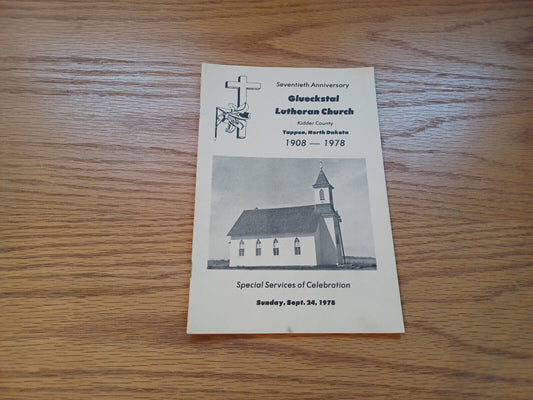 Seventieth Anniversary
Glueckstal
Lutheran Church
Kidder County
Tappen, North Dakota
1908 — 1978
Special Services of Celebration
Sunday, Sept. 24, 1978